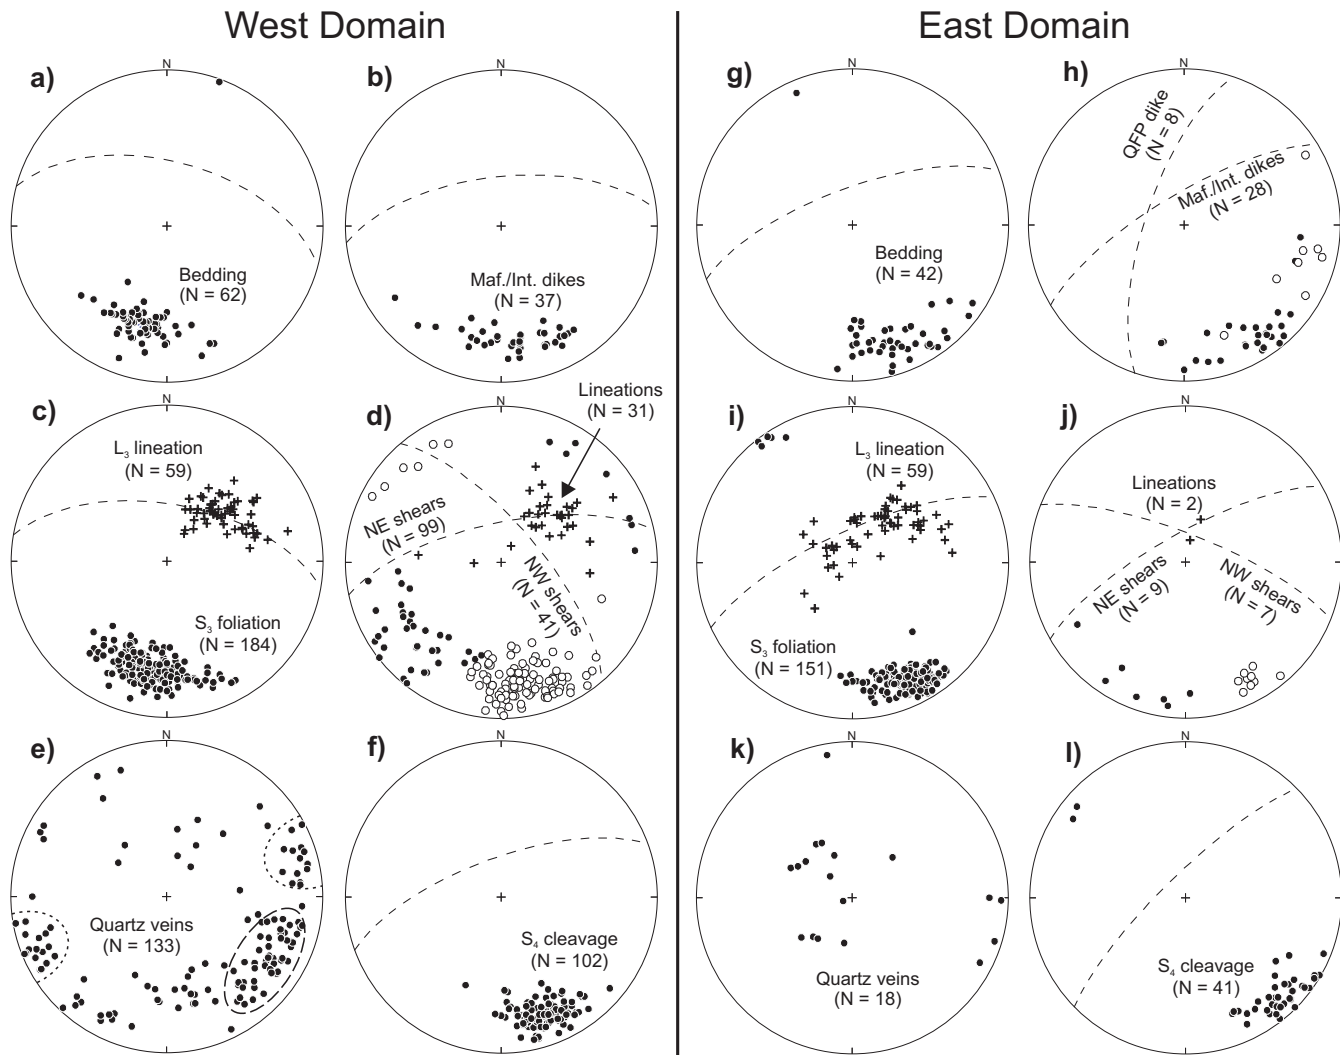 West Domain
East Domain
a)
N
Bedding
(N = 62)
b)
N
Maf./Int. dikes
(N = 37)
g)
N
Bedding
(N = 42)
h)
N
QFP dike
(N = 8)
Maf./Int. dikes
(N = 28)
c)
N
L3 lineation
(N = 59)
S3 foliation
(N = 184)
d)
N
Lineations
(N = 31)
NE shears
(N = 99)
NW shears
(N = 41)
i)
N
L3 lineation
(N = 59)
S3 foliation
(N = 151)
j)
N
Lineations
(N = 2)
NE shears
(N = 9)
NW shears
(N = 7)
e)
N
Quartz veins
(N = 133)
f)
N
S4 cleavage
(N = 102)
k)
N
Quartz veins
(N = 18)
l)
N
S4 cleavage
(N = 41)